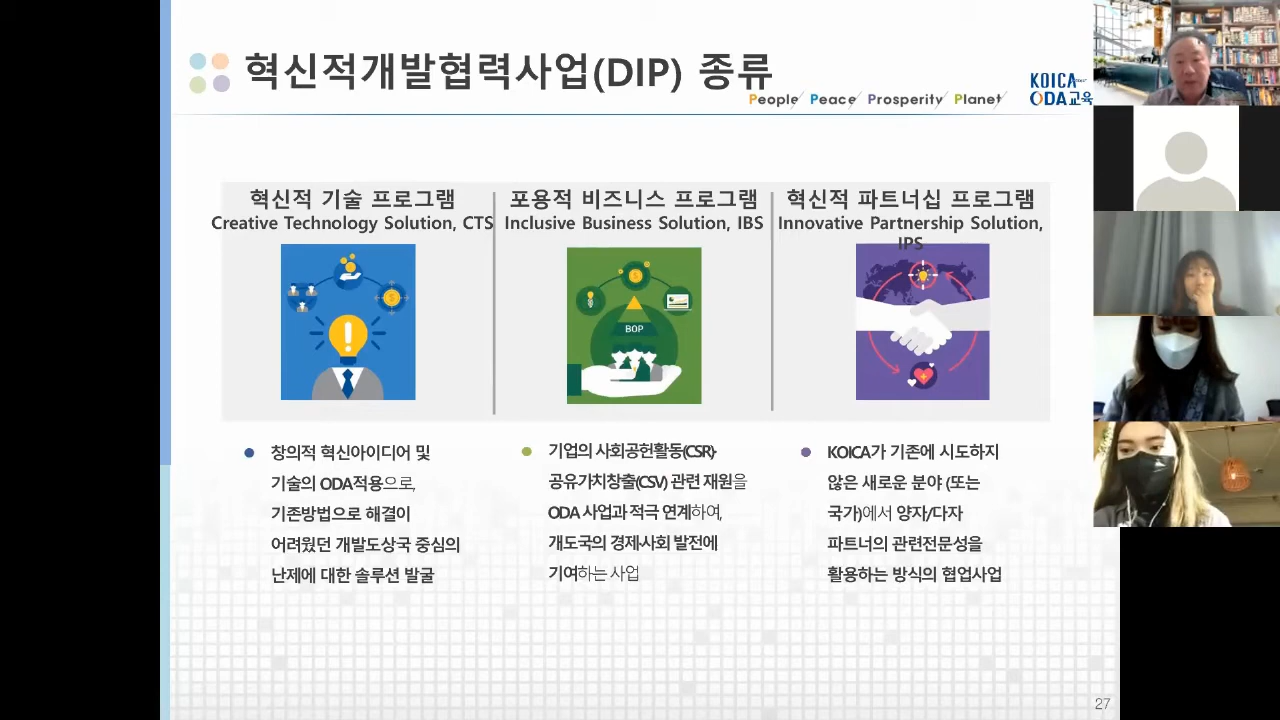 혁신적개발협력사업(DIP) 종류
People Peace Prosperity Planet
KOICA
ODA교육
혁신적 기술 프로그램
Creative Technology Solution, CTS
포용적 비즈니스 프로그램
Inclusive Business Solution, IBS
BOP
혁신적 파트너십 프로그램
Innovative Partnership Solution,
IPS
창의적 혁신아이디어 및
기술의 ODA적용으로,
기존방법으로 해결이
어려웠던 개발도상국 중심의
난제에 대한 솔루션 발굴
기업의 사회공헌활동(CSR)·
공유가치창출(CSV) 관련 재원을
ODA 사업과 적극 연계하여,
개도국의 경제·사회 발전에
기여하는 사업
KOICA가 기존에 시도하지
않은 새로운 분야 (또는
국가)에서 양자/다자
파트너의 관련전문성을
활용하는 방식의 협업사업
27